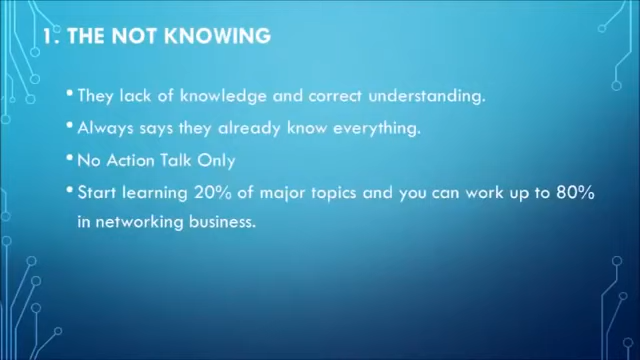 1. THE NOT KNOWING
• They lack of knowledge and correct understanding.
• Always says they already know everything.
• No Action Talk Only
• Start learning 20% of major topics and you can work up to 80%
in networking business.